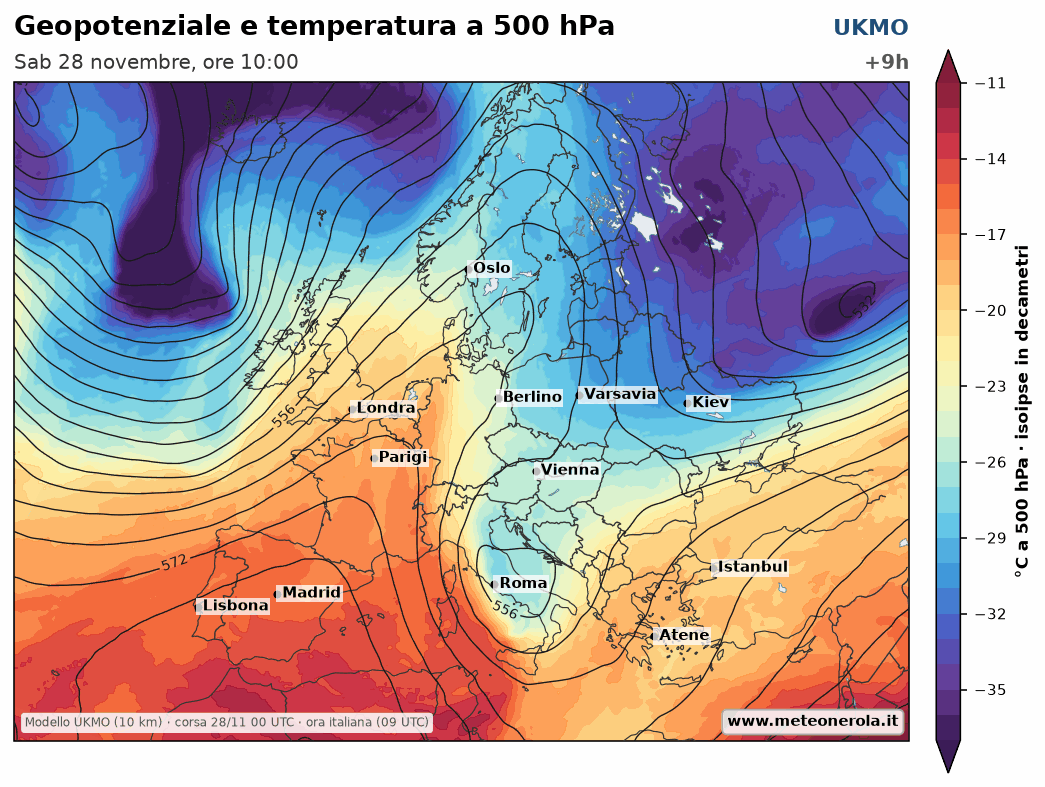 Geopotenziale e temperatura a 500 hPa
UKMO
Sab 28 novembre, ore 10:00
+9h
−11
−14
−17
−20
−23
−26
−29
−32
−35
°C a 500 hPa · isoipse in decametri
532
Oslo
Berlino
Varsavia
Kiev
Londra
556
Parigi
Vienna
572
Istanbul
Roma
556
Madrid
Lisbona
Atene
Modello UKMO (10 km) · corsa 28/11 00 UTC · ora italiana (09 UTC)
www.meteonerola.it